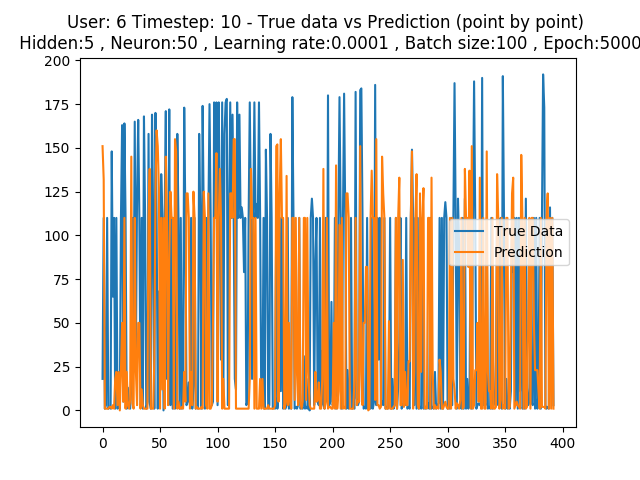 User: 6 Timestep: 10 - True data vs Prediction (point by point)
Hidden:5 , Neuron:50 , Learning rate:0.0001 , Batch size:100 , Epoch:5000
200
175
150
125
100
75
50
25
0
True Data
Prediction
0 50 100 150 200 250 300 350 400